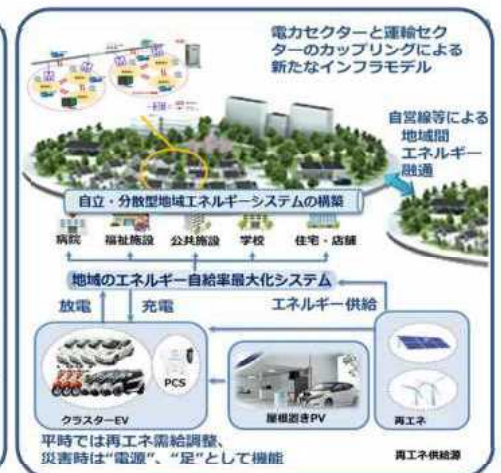 電力セクターと運輸セク
ターのカップリングによる
新たなインフラモデル
自営線等による
地域間
エネルギー
融通
自立・分散型地域エネルギーシステムの構築
病院 福祉施設 公共施設 学校 住宅・店舗
地域のエネルギー自給率最大化システム
放電 充電 エネルギー供給
PCS
クラスターEV
屋根置きPV
再エネ
平時では再エネ需給調整、
災害時は“電源”、“足”として機能
再エネ供給源